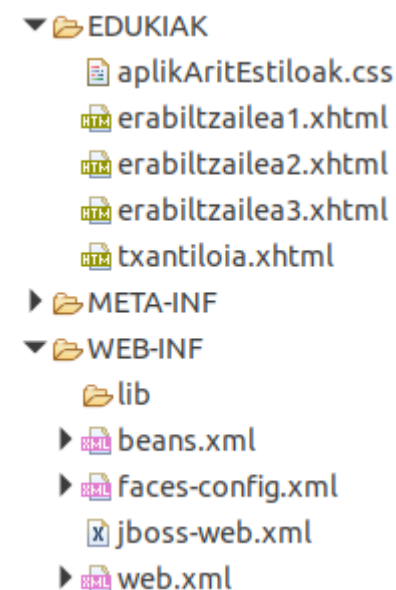 EDUKIAK
aplikAritEstiloak.css
erabiltzailea1.xhtml
erabiltzailea2.xhtml
erabiltzailea3.xhtml
txantiloia.xhtml
META-INF
WEB-INF
lib
beans.xml
faces-config.xml
jboss-web.xml
web.xml